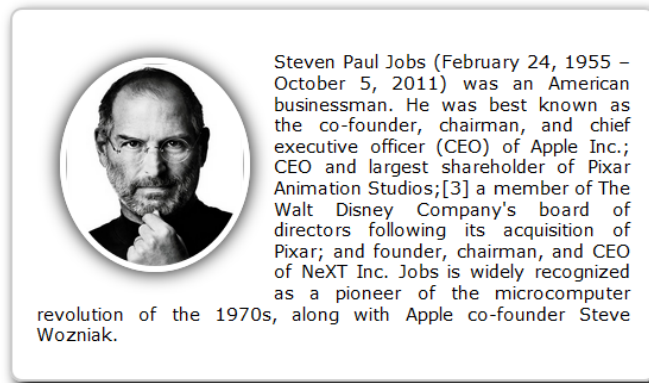 Steven Paul Jobs (February 24, 1955 –
October 5, 2011) was an American
businessman. He was best known as
the co-founder, chairman, and chief
executive officer (CEO) of Apple Inc.;
CEO and largest shareholder of Pixar
Animation Studios;[3] a member of The
Walt Disney Company's board of
directors following its acquisition of
Pixar; and founder, chairman, and CEO
of NeXT Inc. Jobs is widely recognized
as a pioneer of the microcomputer
revolution of the 1970s, along with Apple co-founder Steve
Wozniak.